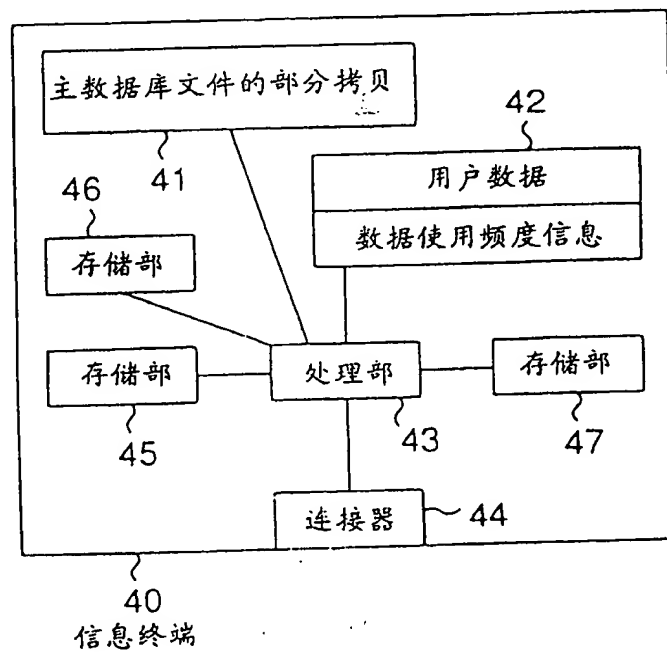 主数据库文件的部分拷贝
41
42
用户数据
数据使用频度信息
46
存储部
存储部
45
处理部
43
存储部
47
连接器
44
40
信息终端